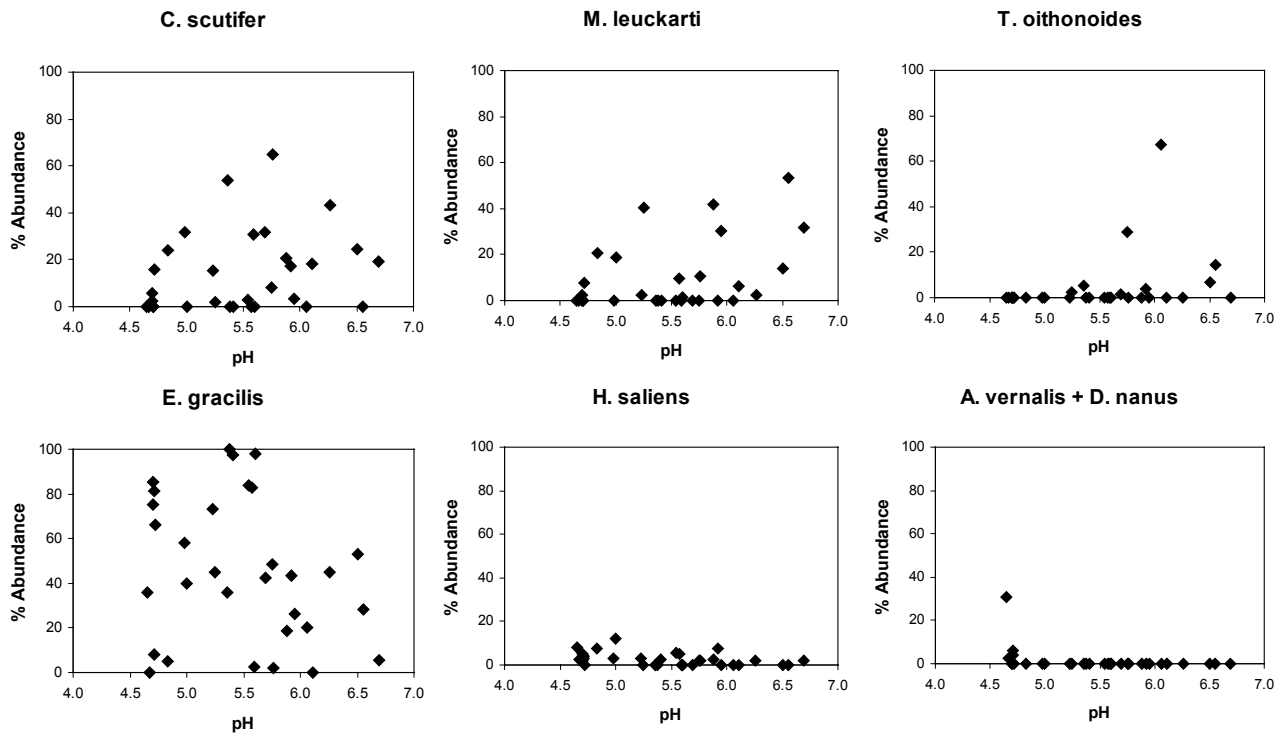 C. scutifer
M. leuckarti
T. oithonoides
100
80
60
40
20
0
% Abundance
4.0 4.5 5.0 5.5 6.0 6.5 7.0
pH
100
80
60
40
20
0
% Abundance
4.0 4.5 5.0 5.5 6.0 6.5 7.0
pH
100
80
60
40
20
0
% Abundance
4.0 4.5 5.0 5.5 6.0 6.5 7.0
pH
E. gracilis
H. saliens
A. vernalis + D. nanus
100
80
60
40
20
0
% Abundance
4.0 4.5 5.0 5.5 6.0 6.5 7.0
pH
100
80
60
40
20
0
% Abundance
4.0 4.5 5.0 5.5 6.0 6.5 7.0
pH
100
80
60
40
20
0
% Abundance
4.0 4.5 5.0 5.5 6.0 6.5 7.0
pH